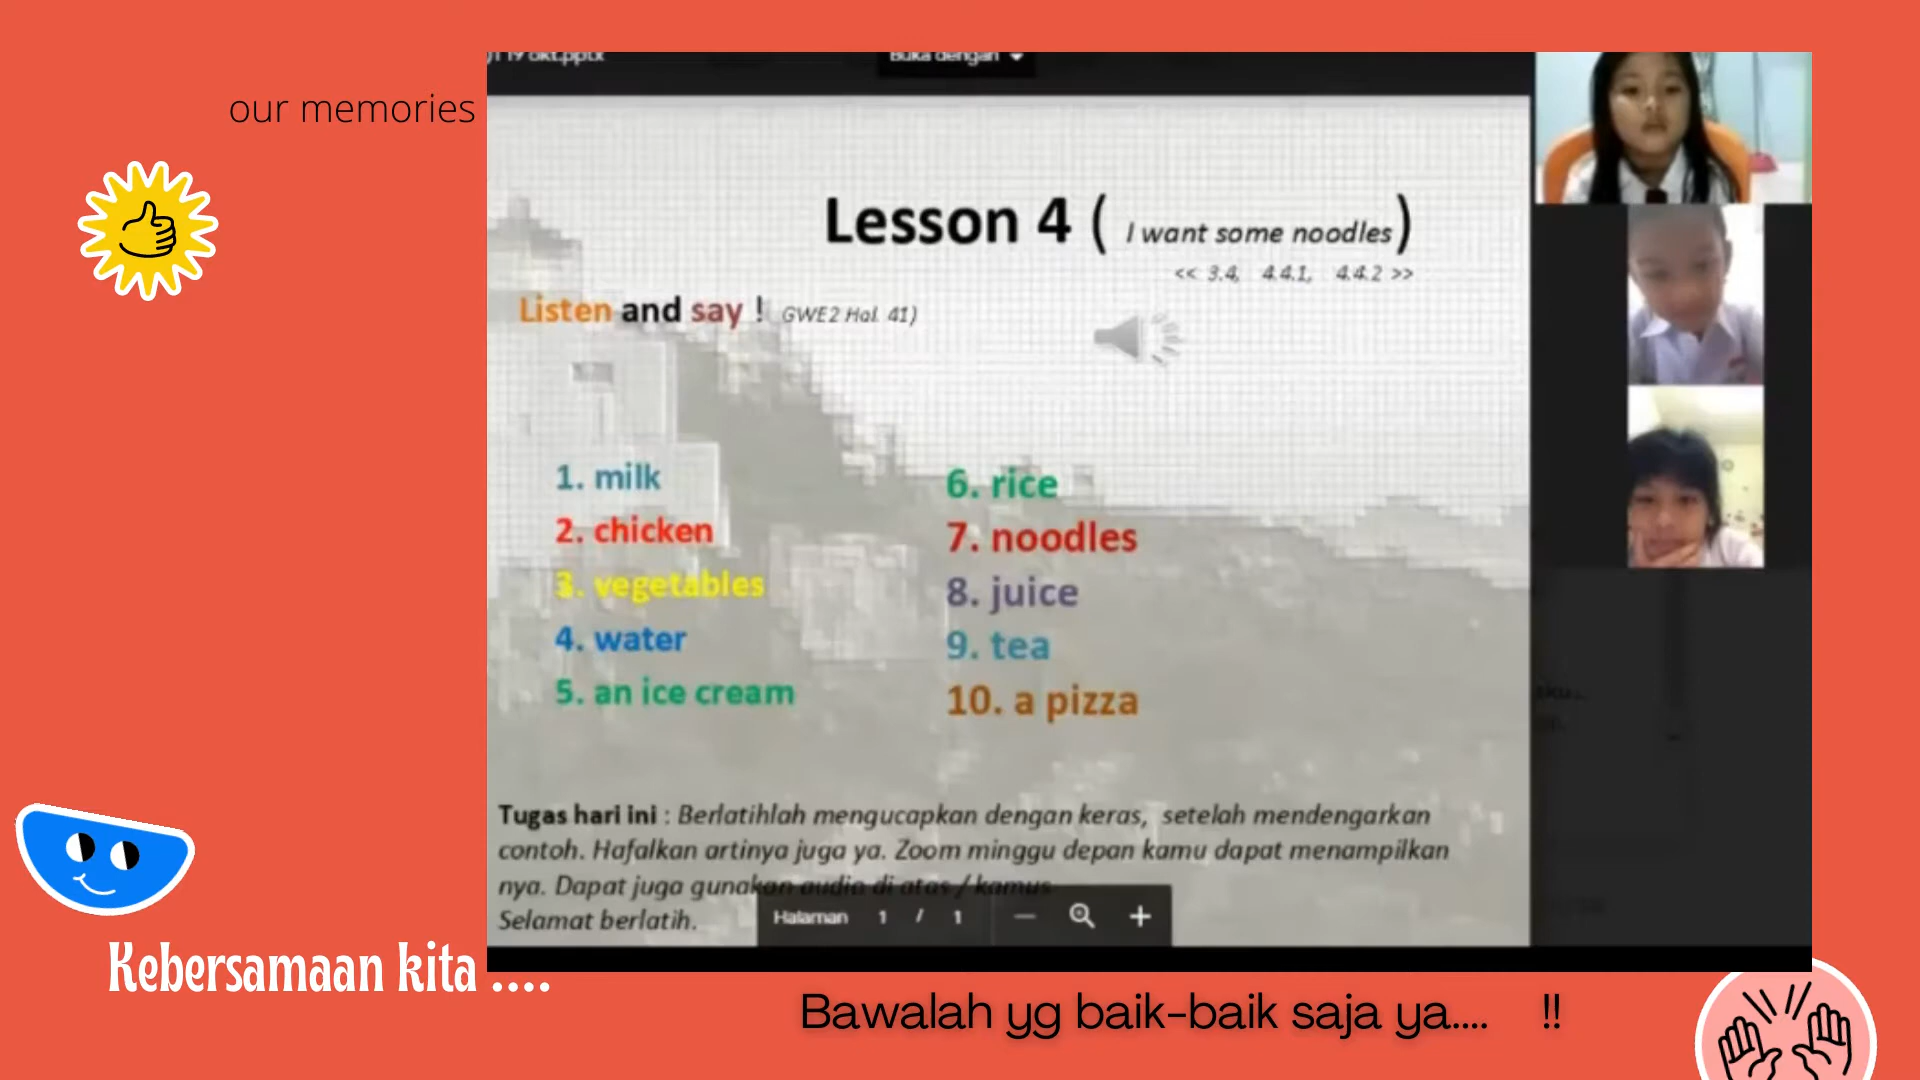 our memories
Buka dengan
Lesson 4 ( I want some noodles)
<< 3.4, 4.4.1, 4.4.2 >>
Listen and say ! GWE2 Hal. 41)
1. milk
2. chicken
3. vegetables
4. water
5. an ice cream
6. rice
7. noodles
8. juice
9. tea
10. a pizza
Tugas hari ini : Berlatihlah mengucapkan dengan keras, setelah mendengarkan
contoh. Hafalkan artinya juga ya. Zoom minggu depan kamu dapat menampilkan
nya. Dapat juga gunakan audio di atas / kamus
Selamat berlatih.
Halaman 1 / 1
Kebersamaan kita ....
Bawalah yg baik-baik saja ya.... !!